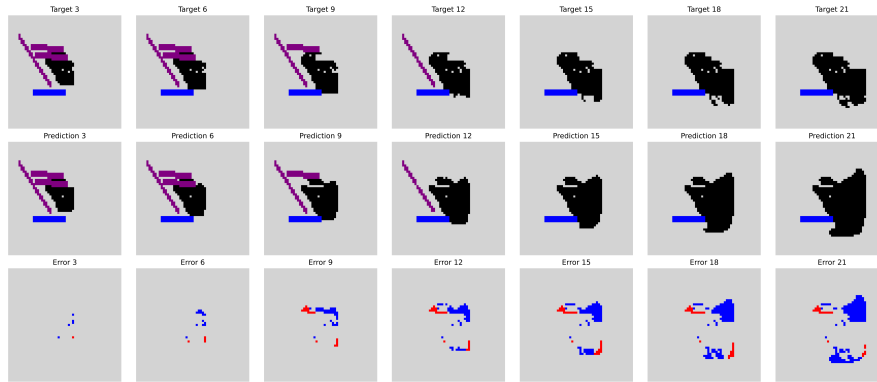 Target 3 Target 6 Target 9 Target 12 Target 15 Target 18 Target 21
Prediction 3 Prediction 6 Prediction 9 Prediction 12 Prediction 15 Prediction 18 Prediction 21
Error 3 Error 6 Error 9 Error 12 Error 15 Error 18 Error 21